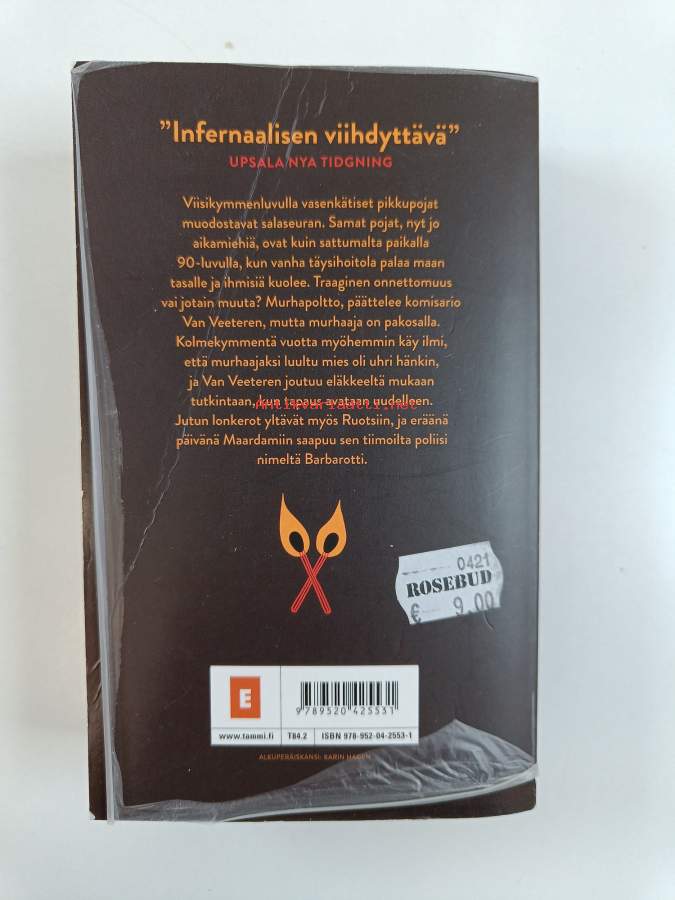 ”Infernaalisen viihdyttävä”
UPSALA NYA TIDGNING
Viisikymmenluvulla vasenkätiset pikkupojat
muodostavat salaseuran. Samat pojat, nyt jo
aikamiehiä, ovat kuin sattumalta paikalla
90-luvulla, kun vanha täysihoitola palaa maan
tasalle ja ihmisiä kuolee. Traaginen onnettomuus
vai jotain muuta? Murhapoltto, päättelee komisario
Van Veeteren, mutta murhaaja on pakosalla.
Kolmekymmentä vuotta myöhemmin käy ilmi,
että murhaajaksi luultu mies oli uhri hänkin,
ja Van Veeteren joutuu eläkkeeltä mukaan
tutkintaan, kun tapaus avataan uudelleen.
Antikvariaatti.net
Jutun lonkerot yltävät myös Ruotsiin, ja eräänä
päivänä Maardamiin saapuu sen tiimoilta poliisi
nimeltä Barbarotti.
0421
ROSEBUD
€ 9.00
E
9789520425531
www.tammi.fi
T84.2
ISBN 978-952-04-2553-1
ALKUPERÄISKANSI: KARIN HAGEN